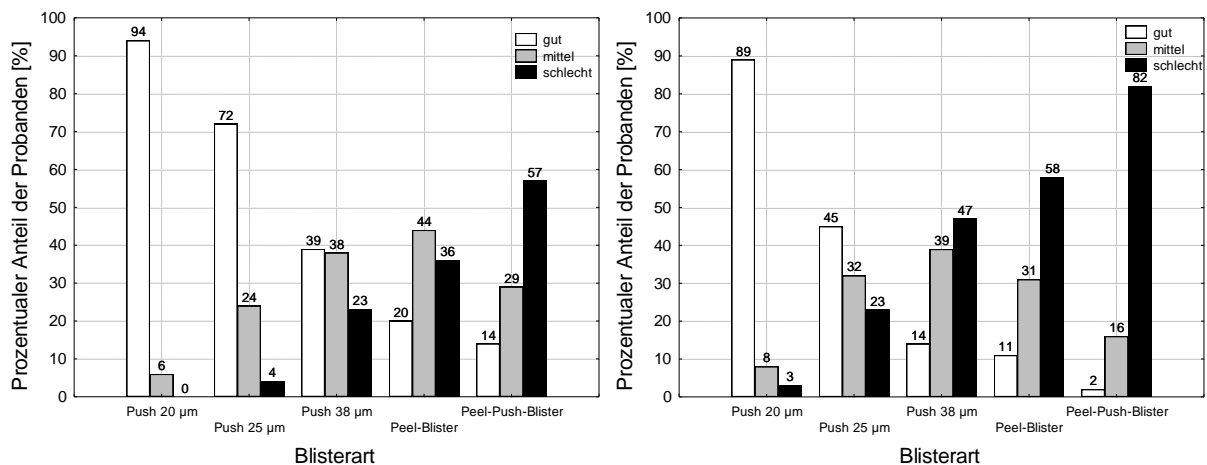 Prozentualer Anteil der Probanden [%]
100
90
80
70
60
50
40
30
20
10
0
gut
mittel
schlecht
94
6
0
72
24
4
39
38
23
20
44
36
14
29
57
Push 20 µm
Push 38 µm
Peel-Push-Blister
Push 25 µm
Peel-Blister
Blisterart
Prozentualer Anteil der Probanden [%]
100
90
80
70
60
50
40
30
20
10
0
gut
mittel
schlecht
89
8
3
45
32
23
14
39
47
11
31
58
2
16
82
Push 20 µm
Push 38 µm
Peel-Push-Blister
Push 25 µm
Peel-Blister
Blisterart